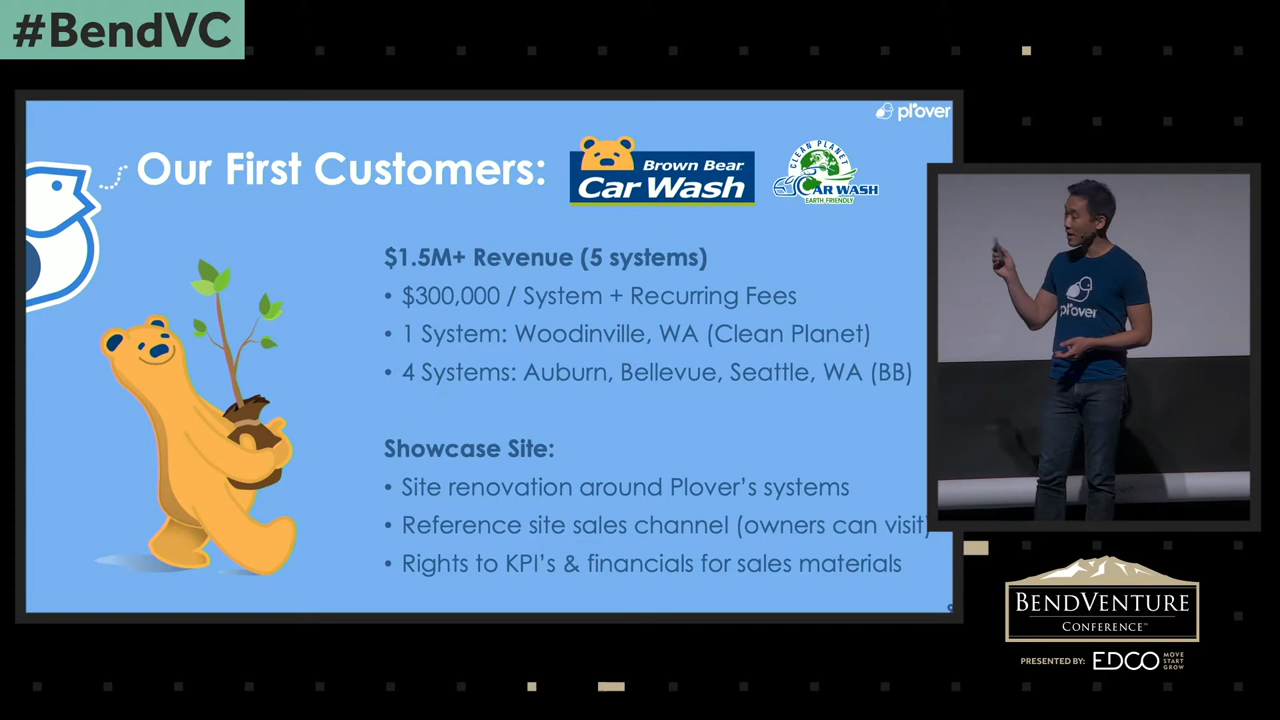 #BendVC
plover
Our First Customers:
Brown Bear
Car Wash
CLEAN PLANET
CAR WASH
EARTH FRIENDLY
$1.5M+ Revenue (5 systems)
• $300,000 / System + Recurring Fees
• 1 System: Woodinville, WA (Clean Planet)
• 4 Systems: Auburn, Bellevue, Seattle, WA (BB)
Showcase Site:
• Site renovation around Plover's systems
• Reference site sales channel (owners can visit)
• Rights to KPI's & financials for sales materials
plover
BENDVENTURE
CONFERENCE™
PRESENTED BY: EDCO MOVE
START
GROW